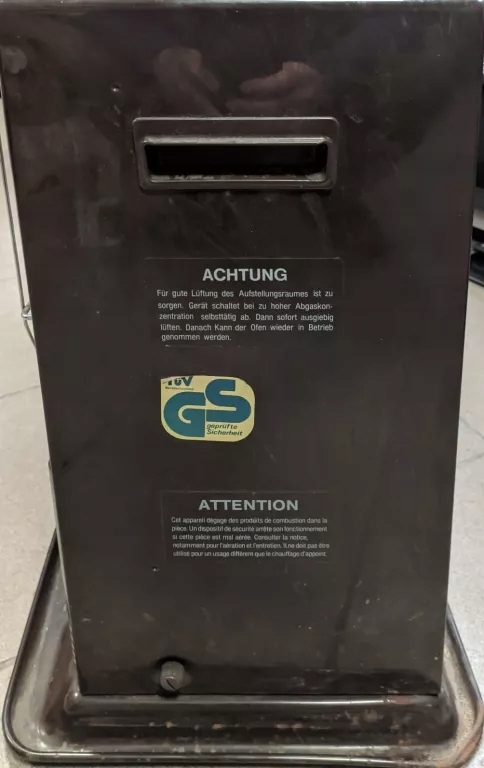 ACHTUNG
Für gute Lüftung des Aufstellungsraumes ist zu
sorgen. Gerät schaltet bei zu hoher Abgaskon-
zentration selbsttätig ab. Dann sofort ausgiebig
lüften. Danach Kann der Ofen wieder in Betrieb
genommen werden.
TÜV
GS
geprüfte
Sicherheit
ATTENTION
Cet appareil dégage des produits de combustion dans la
pièce. Un dispositif de sécurité arrête son fonctionnement
si cette pièce est mal aérée. Consulter la notice,
notamment pour l'aération et l'entretien. Il ne doit pas être
utilisé pour un usage différent que le chauffage d'appoint.